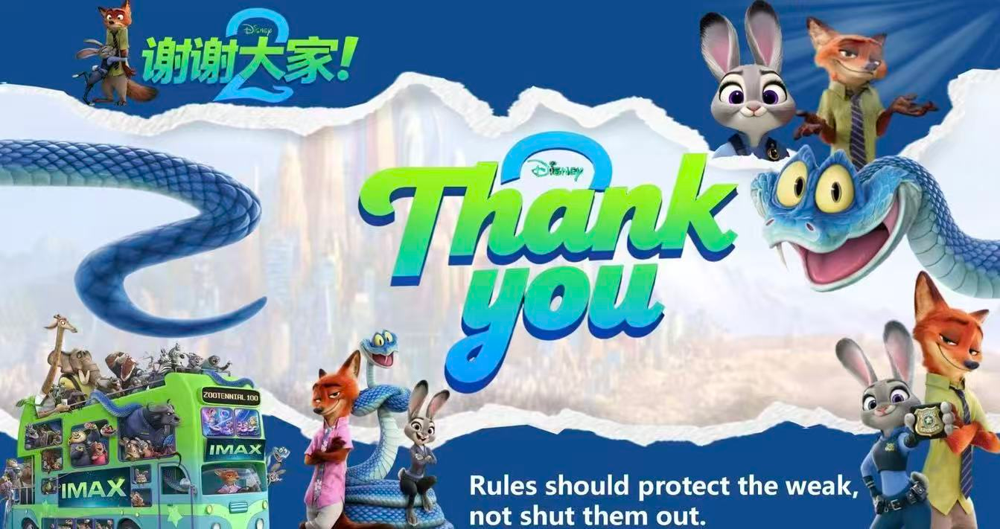 Disney
谢谢大家!
2
Disney
2
Thank
you
ZOOTENNIAL 100
IMAX
IMAX
Rules should protect the weak,
not shut them out.